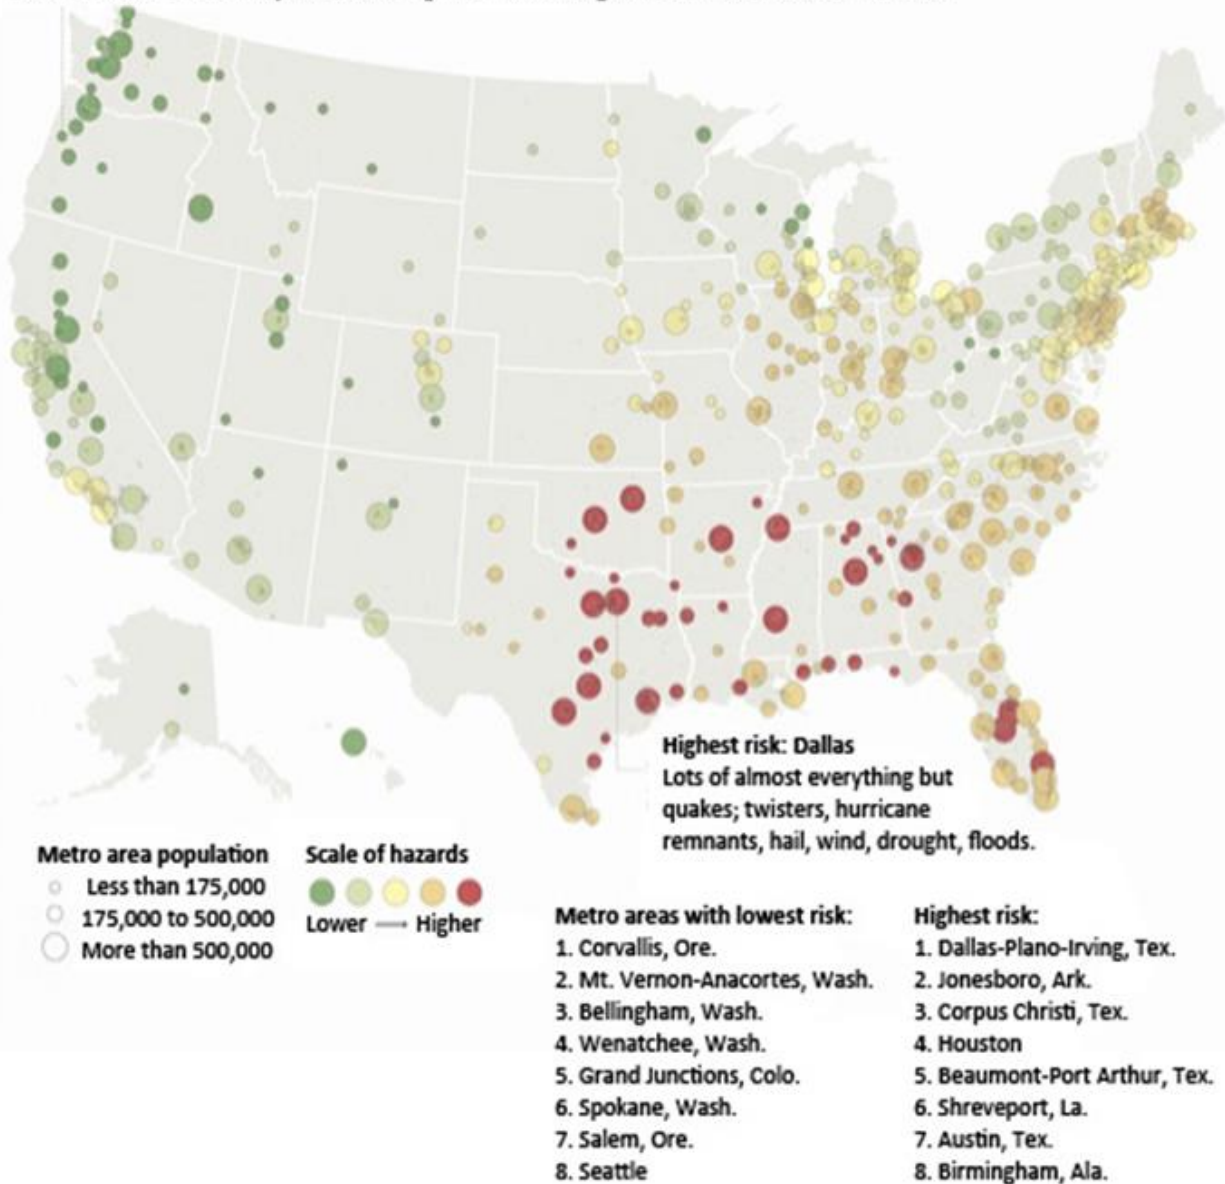 Highest risk: Dallas
Lots of almost everything but
quakes; twisters, hurricane
remnants, hail, wind, drought, floods.
Metro area population
Less than 175,000
175,000 to 500,000
More than 500,000
Scale of hazards
Lower → Higher
Metro areas with lowest risk:
1. Corvallis, Ore.
2. Mt. Vernon-Anacortes, Wash.
3. Bellingham, Wash.
4. Wenatchee, Wash.
5. Grand Junctions, Colo.
6. Spokane, Wash.
7. Salem, Ore.
8. Seattle
Highest risk:
1. Dallas-Plano-Irving, Tex.
2. Jonesboro, Ark.
3. Corpus Christi, Tex.
4. Houston
5. Beaumont-Port Arthur, Tex.
6. Shreveport, La.
7. Austin, Tex.
8. Birmingham, Ala.